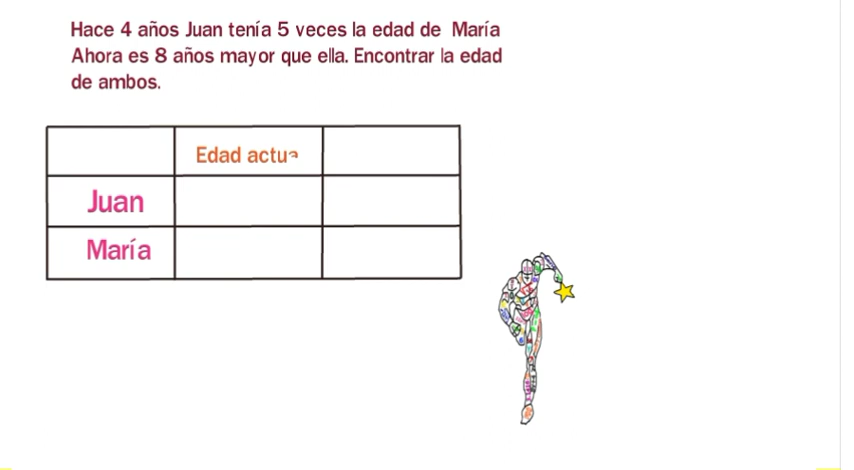 Hace 4 años Juan tenía 5 veces la edad de María
Ahora es 8 años mayor que ella. Encontrar la edad
de ambos.
Edad
Juan
María